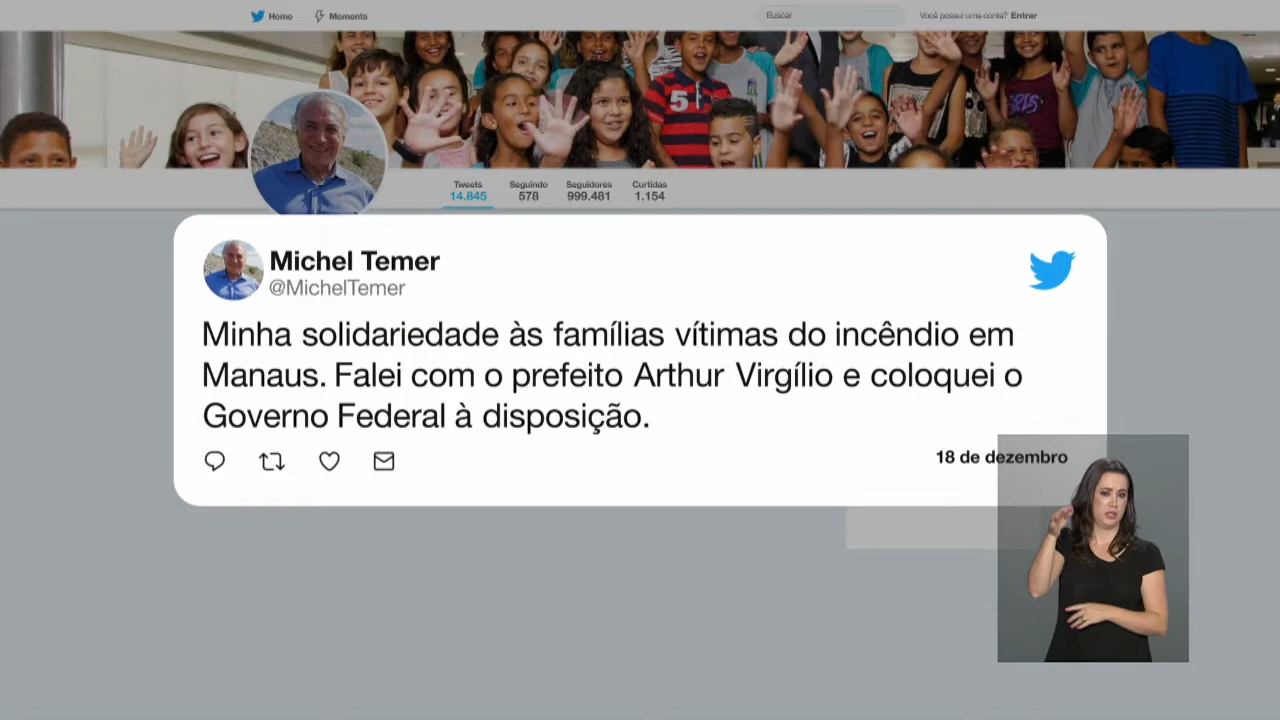 Home Moments Buscar Você possui uma conta? Entrar
5
Tweets Seguindo Seguidores Curtidas
14.845 578 999.481 1.154
Michel Temer
@MichelTemer
Minha solidariedade às famílias vítimas do incêndio em
Manaus. Falei com o prefeito Arthur Virgílio e coloquei o
Governo Federal à disposição.
18 de dezembro